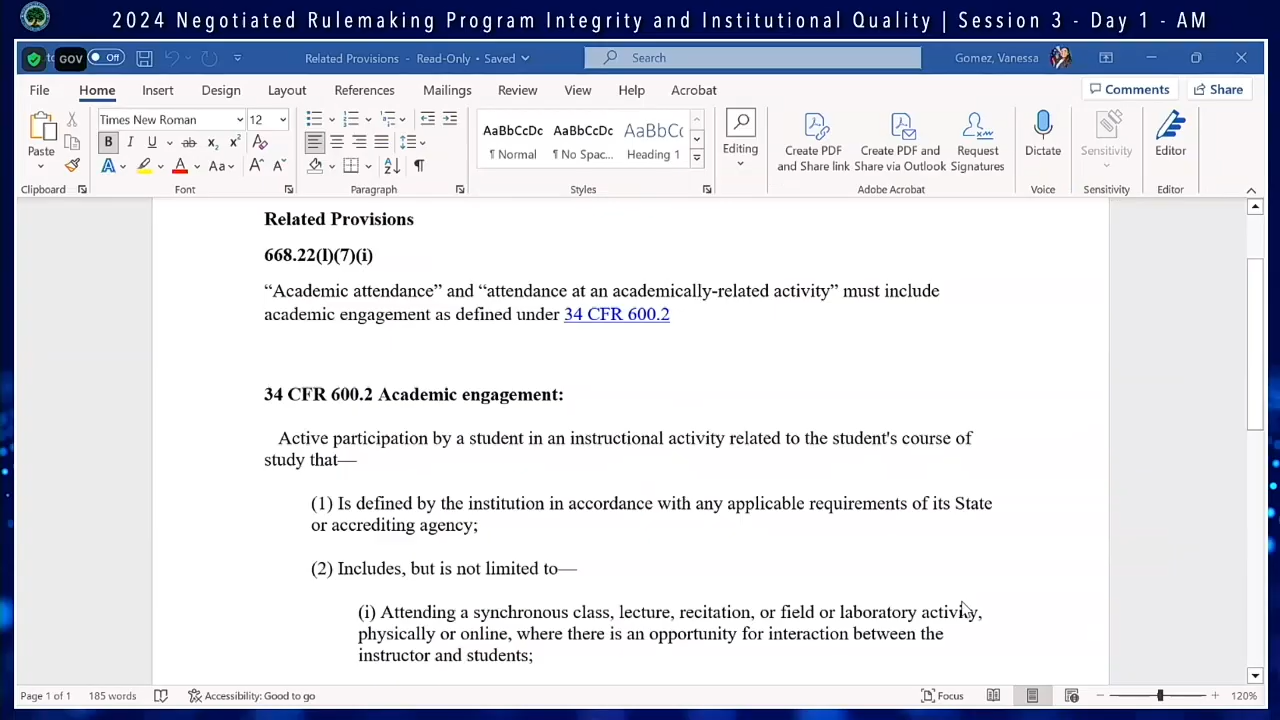 2024 Negotiated Rulemaking Program Integrity and Institutional Quality | Session 3 - Day 1 - AM
GOV Off Related Provisions - Read-Only • Saved Search Gomez, Vanessa
File Home Insert Design Layout References Mailings Review View Help Acrobat Comments Share
Times New Roman 12
AaBbCcDc AaBbCcDc AaBbCc
Paste B I U ab x₂ x² Editing Create PDF and Share link Create PDF and Share via Outlook Request Signatures Dictate Sensitivity Editor
¶ Normal ¶ No Spac... Heading 1
A Aa A A
Clipboard Font Paragraph Styles Adobe Acrobat Voice Sensitivity Editor
Related Provisions
668.22(l)(7)(i)
“Academic attendance” and “attendance at an academically-related activity” must include
academic engagement as defined under 34 CFR 600.2
34 CFR 600.2 Academic engagement:
Active participation by a student in an instructional activity related to the student's course of
study that—
(1) Is defined by the institution in accordance with any applicable requirements of its State
or accrediting agency;
(2) Includes, but is not limited to—
(i) Attending a synchronous class, lecture, recitation, or field or laboratory activity,
physically or online, where there is an opportunity for interaction between the
instructor and students;
Page 1 of 1 185 words Accessibility: Good to go Focus 120%